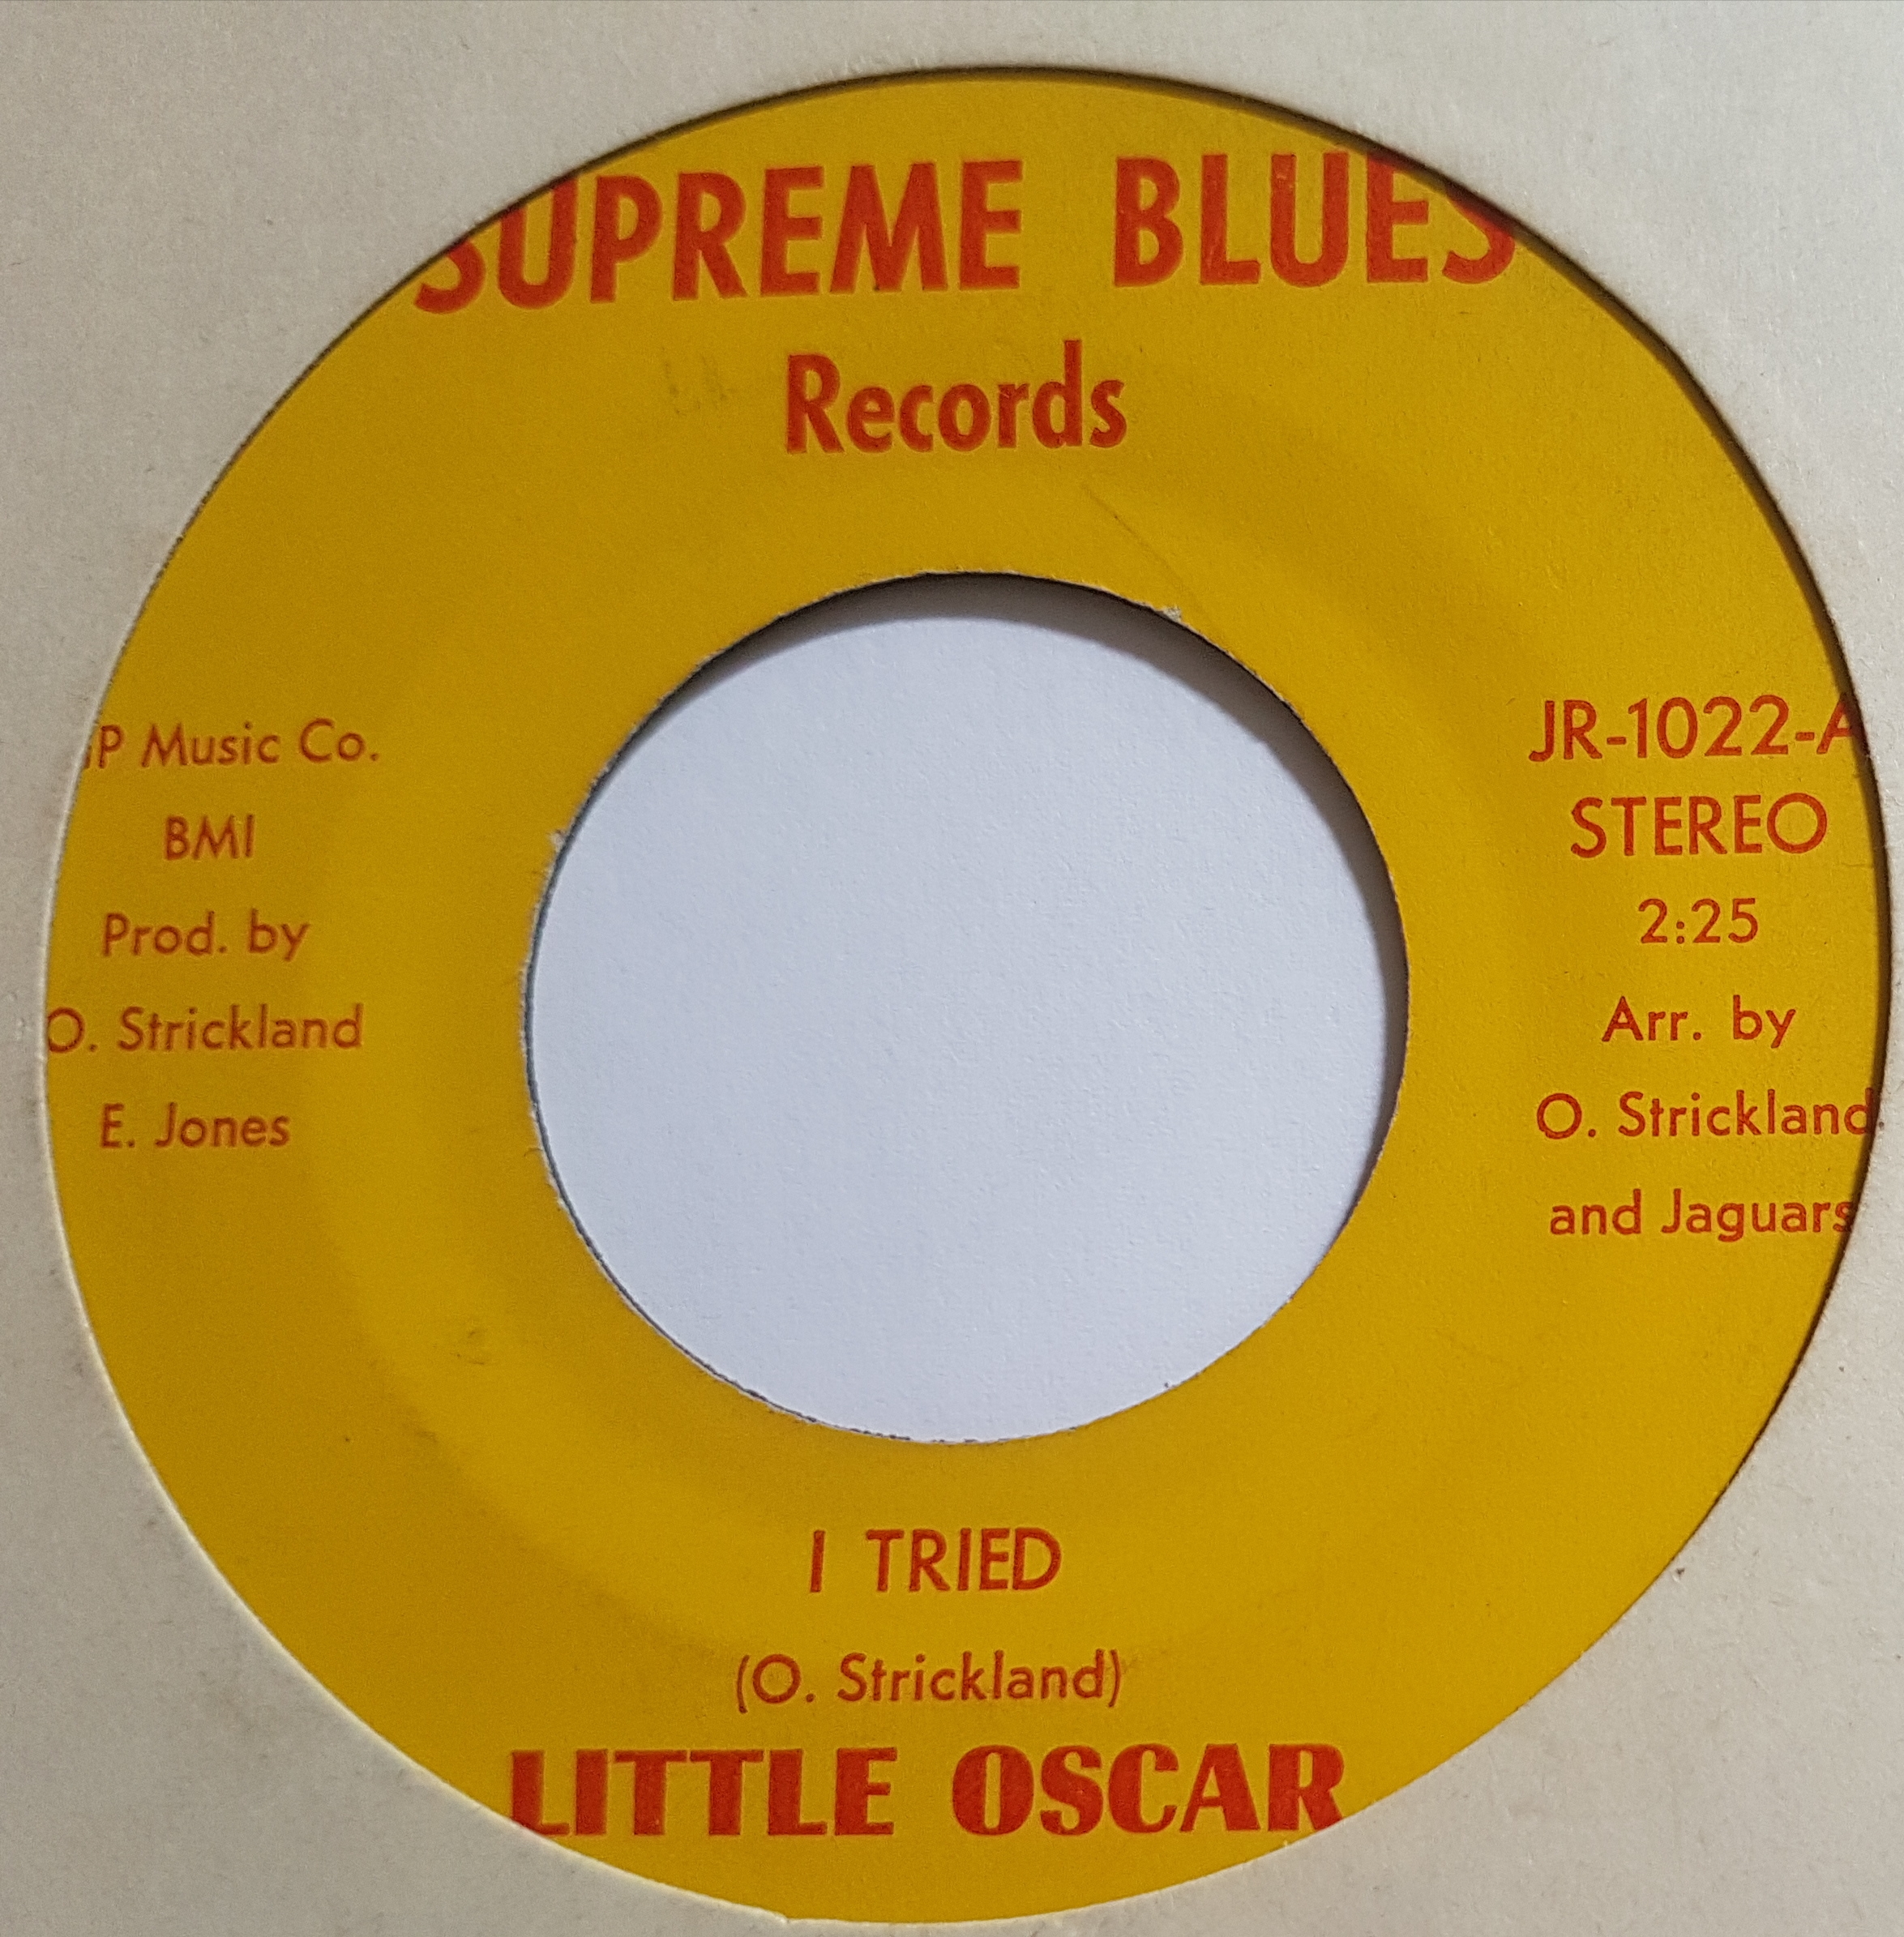 SUPREME BLUES
Records
Music Co.
BMI
Prod. by
O. Strickland
E. Jones
JR-1022-A
STEREO
2:25
Arr. by
O. Strickland
and Jaguars
I TRIED
(O. Strickland)
LITTLE OSCAR